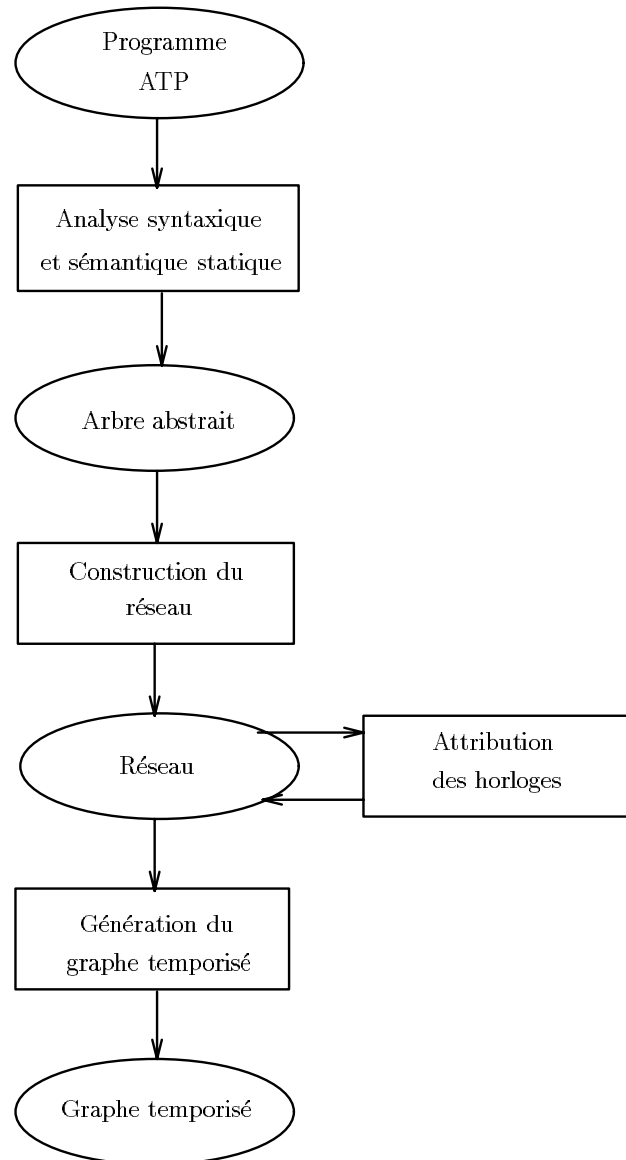 Programme
ATP
Analyse syntaxique
et sémantique statique
Arbre abstrait
Construction du
réseau
Réseau
Attribution
des horloges
Génération du
graphe temporisé
Graphe temporisé